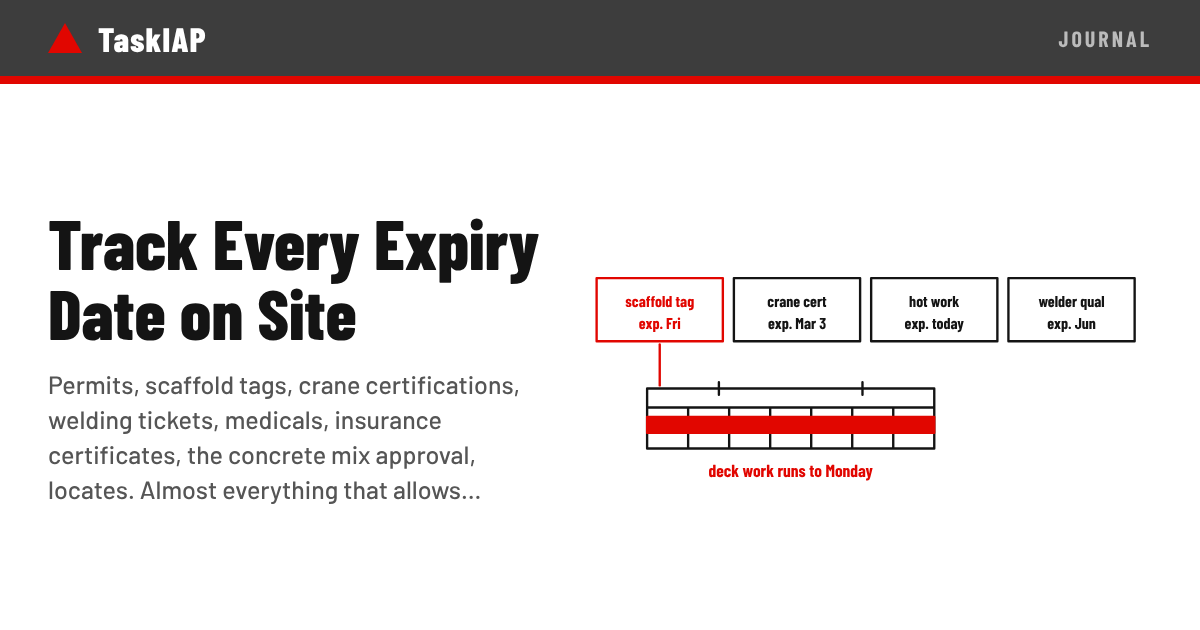 TaskIAP
JOURNAL
Track Every Expiry
Date on Site
Permits, scaffold tags, crane certifications,
welding tickets, medicals, insurance
certificates, the concrete mix approval,
locates. Almost everything that allows...
scaffold tag
exp. Fri
crane cert
exp. Mar 3
hot work
exp. today
welder qual
exp. Jun
deck work runs to Monday